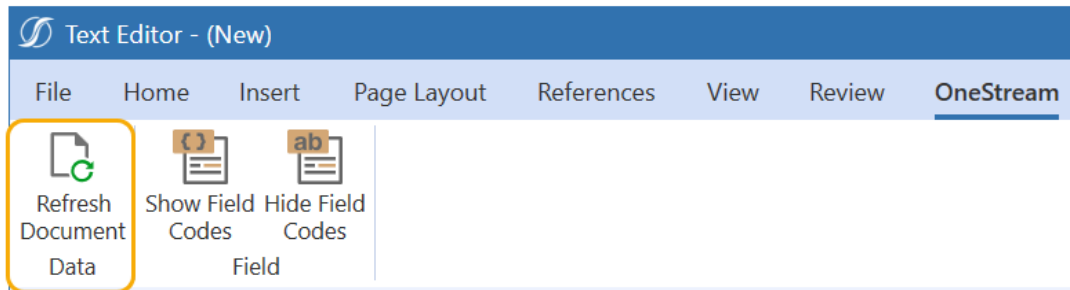 Text Editor - (New)
File Home Insert Page Layout References View Review OneStream
{ } ab
Refresh Show Field Hide Field
Document Codes Codes
Data Field